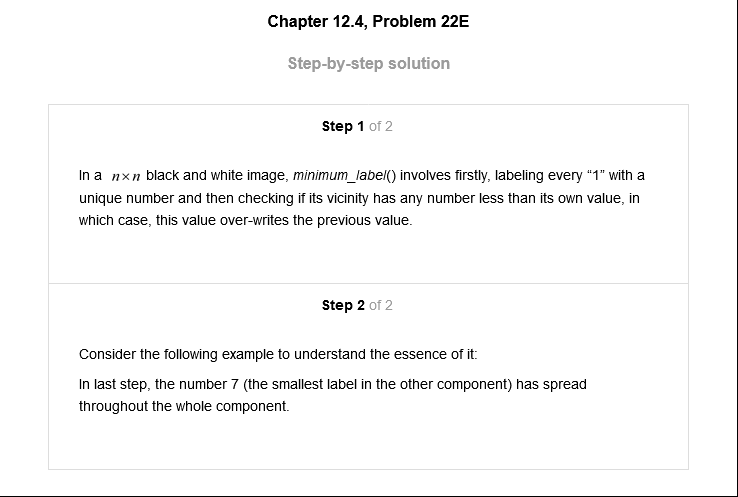 Chapter 12.4, Problem 22E
Step-by-step solution
Step 1 of 2
In a n×n black and white image, minimum_label() involves firstly, labeling every “1” with a
unique number and then checking if its vicinity has any number less than its own value, in
which case, this value over-writes the previous value.
Step 2 of 2
Consider the following example to understand the essence of it:
In last step, the number 7 (the smallest label in the other component) has spread
throughout the whole component.